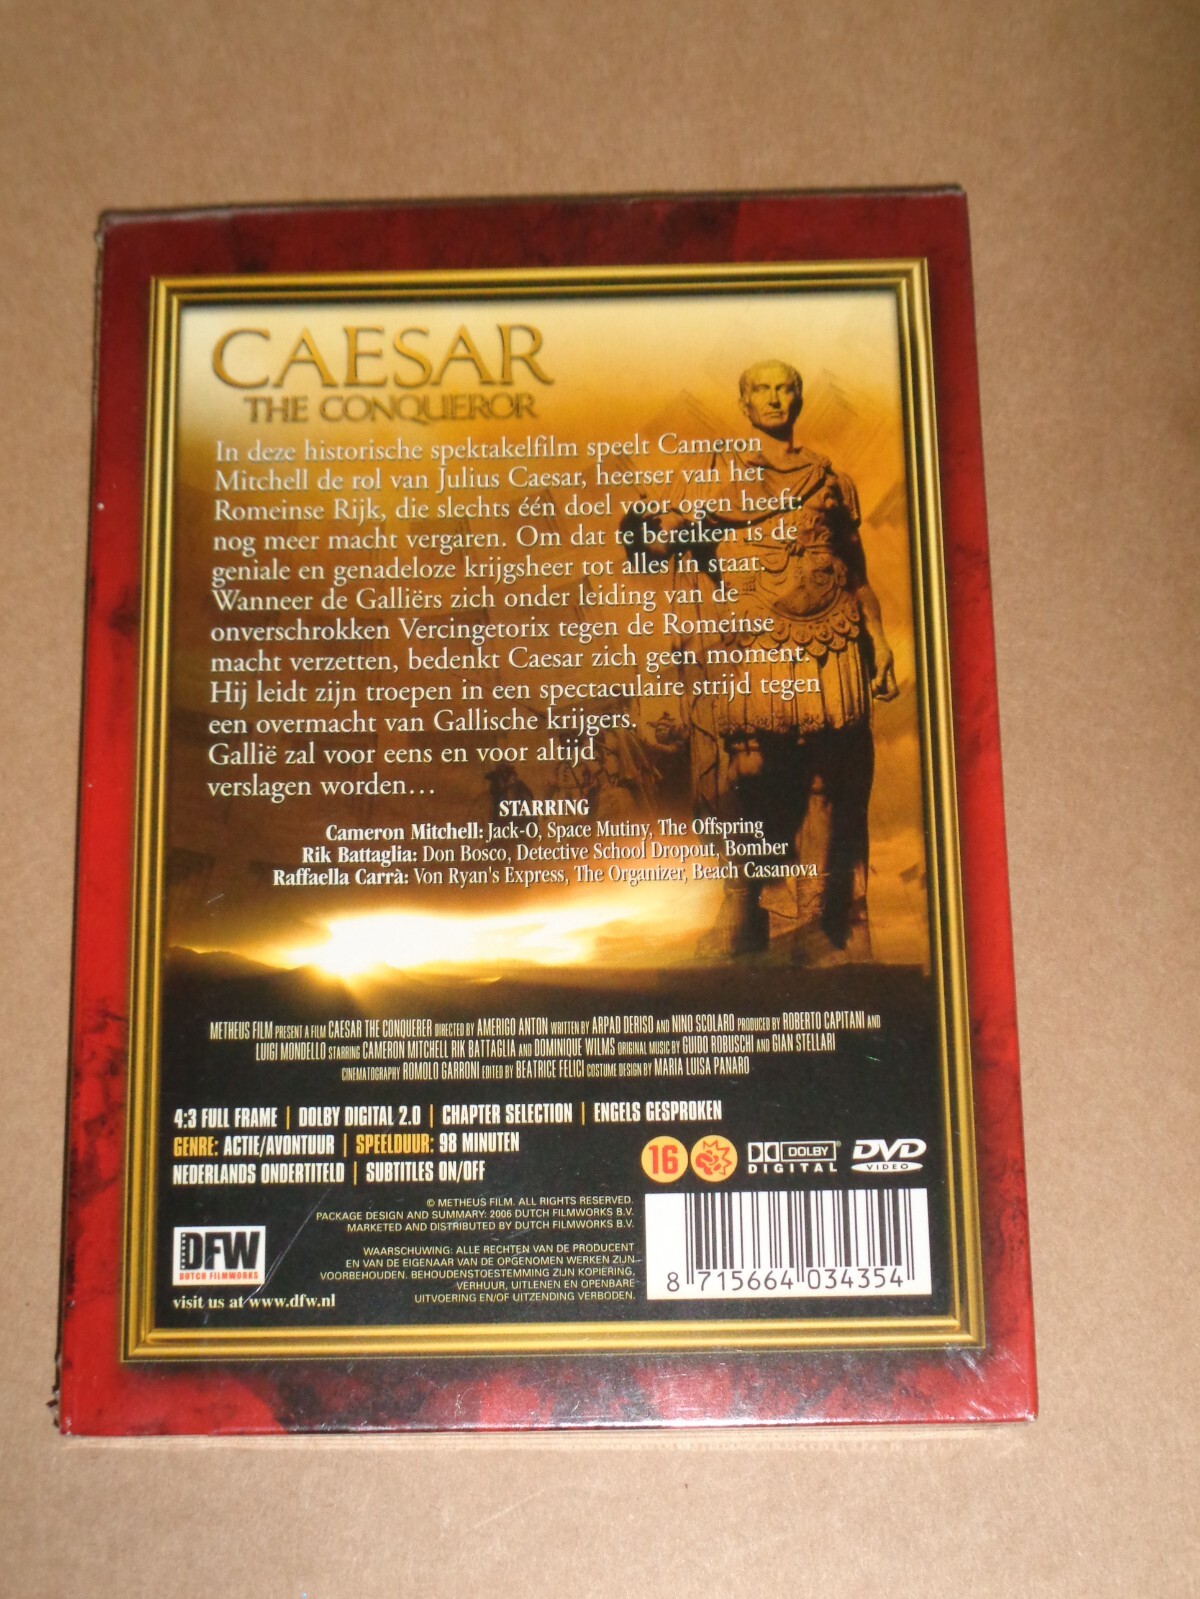 CAESAR
THE CONQUEROR
In deze historische spektakelfilm speelt Cameron
Mitchell de rol van Julius Caesar, heerser van het
Romeinse Rijk, die slechts één doel voor ogen heeft:
nog meer macht vergaren. Om dat te bereiken is de
geniale en genadeloze krijgsheer tot alles in staat.
Wanneer de Galliërs zich onder leiding van de
onverschrokken Vercingetorix tegen de Romeinse
macht verzetten, bedenkt Caesar zich geen moment.
Hij leidt zijn troepen in een spectaculaire strijd tegen
een overmacht van Gallische krijgers.
Gallië zal voor eens en voor altijd
verslagen worden...
STARRING
Cameron Mitchell: Jack-O, Space Mutiny, The Offspring
Rik Battaglia: Don Bosco, Detective School Dropout, Bomber
Raffaella Carrà: Von Ryan's Express, The Organizer, Beach Casanova
METHEUS FILM PRESENT A FILM CAESAR THE CONQUERER DIRECTED BY AMERIGO ANTON WRITTEN BY ARPAD DERISO AND NINO SCOLARO PRODUCED BY ROBERTO CAPITANI AND
LUIGI MONDELLO STARRING CAMERON MITCHELL RIK BATTAGLIA AND DOMINIQUE WILMS ORIGINAL MUSIC BY GUIDO ROBUSCHI AND GIAN STELLARI
CINEMATOGRAPHY ROMOLO GARRONI EDITED BY BEATRICE FELICI COSTUME DESIGN BY MARIA LUISA PANARO
4:3 FULL FRAME | DOLBY DIGITAL 2.0 | CHAPTER SELECTION | ENGELS GESPROKEN
GENRE: ACTIE/AVONTUUR | SPEELDUUR: 98 MINUTEN
NEDERLANDS ONDERTITELD | SUBTITLES ON/OFF
16
DOLBY
DIGITAL
DVD
VIDEO
© METHEUS FILM. ALL RIGHTS RESERVED.
PACKAGE DESIGN AND SUMMARY: 2006 DUTCH FILMWORKS B.V.
MARKETED AND DISTRIBUTED BY DUTCH FILMWORKS B.V.
WAARSCHUWING: ALLE RECHTEN VAN DE PRODUCENT
EN VAN DE EIGENAAR VAN DE OPGENOMEN WERKEN ZIJN
VOORBEHOUDEN. BEHOUDENSTOESTEMMING ZIJN KOPIERING,
VERHUUR, UITLENEN EN OPENBARE
UITVOERING EN/OF UITZENDING VERBODEN.
DFW
DUTCH FILMWORKS
visit us at www.dfw.nl
8 715664 034354